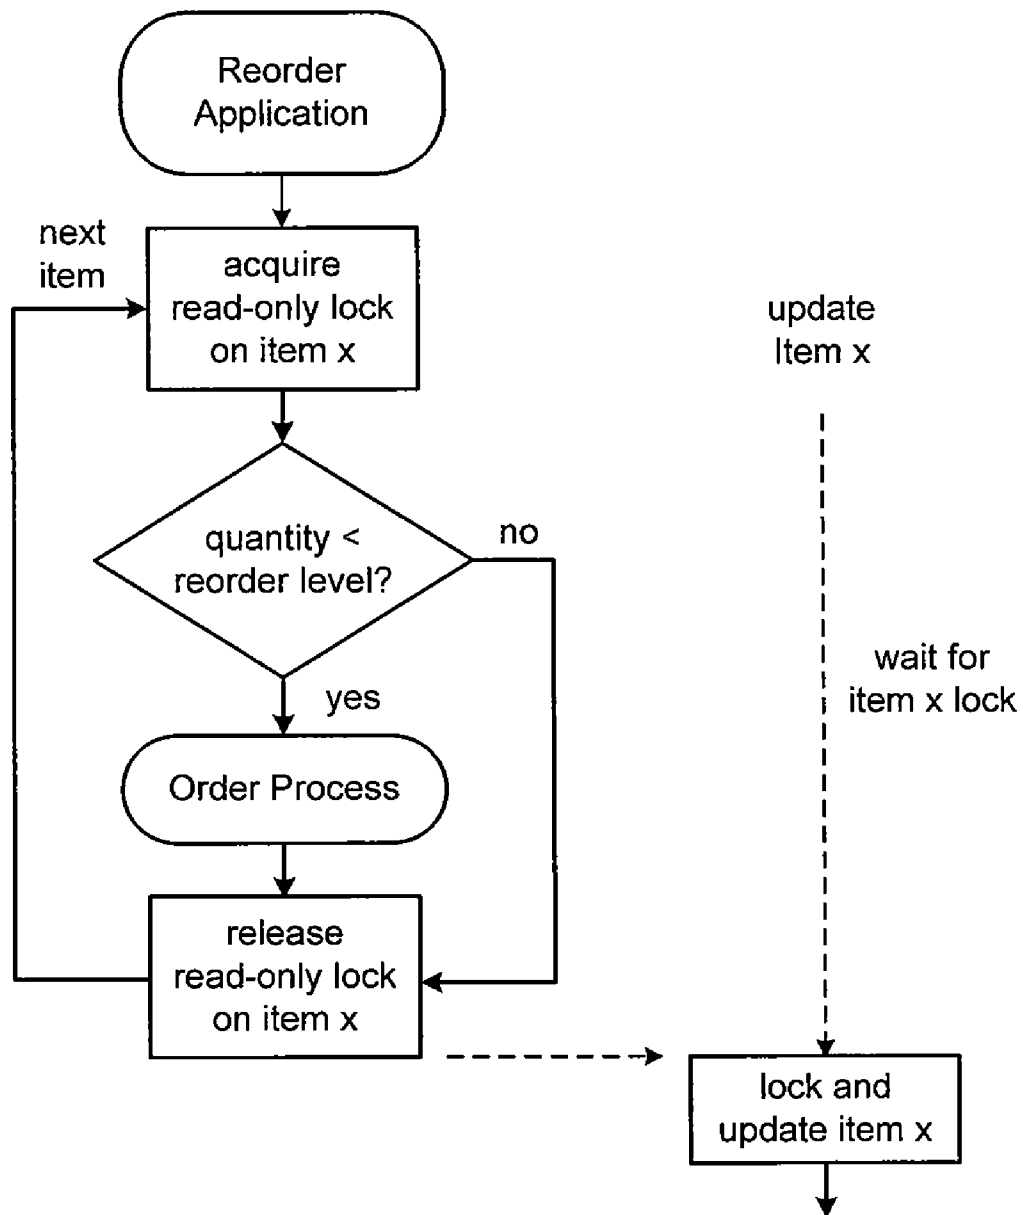 Reorder
Application
next
item
acquire
read-only lock
on item x
update
Item x
quantity <
reorder level?
no
yes
wait for
item x lock
Order Process
release
read-only lock
on item x
lock and
update item x